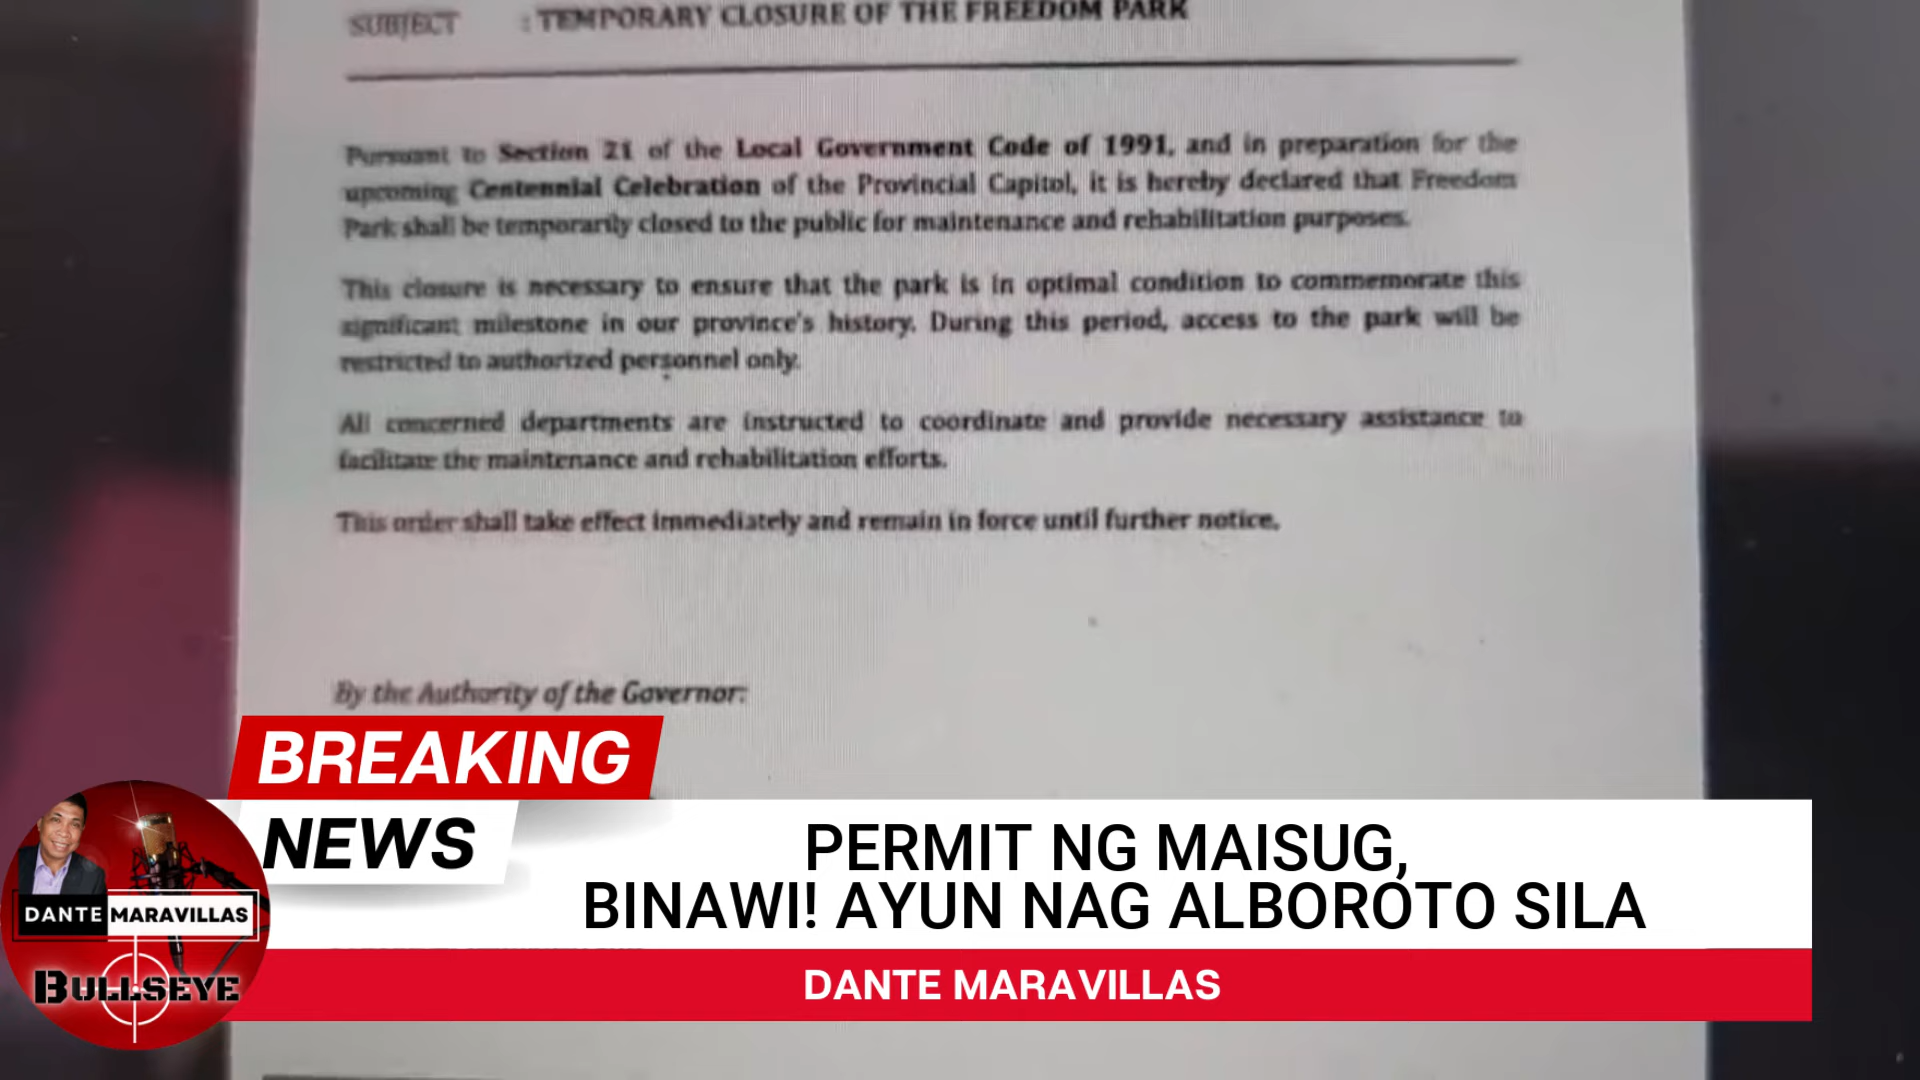 SUBJECT : TEMPORARY CLOSURE OF THE FREEDOM PARK
Pursuant to Section 21 of the Local Government Code of 1991, and in preparation for the
upcoming Centennial Celebration of the Provincial Capitol, it is hereby declared that Freedom
Park shall be temporarily closed to the public for maintenance and rehabilitation purposes.
This closure is necessary to ensure that the park is in optimal condition to commemorate this
significant milestone in our province's history. During this period, access to the park will be
restricted to authorized personnel only.
All concerned departments are instructed to coordinate and provide necessary assistance to
facilitate the maintenance and rehabilitation efforts.
This order shall take effect immediately and remain in force until further notice.
By the Authority of the Governor:
BREAKING
NEWS
PERMIT NG MAISUG,
BINAWI! AYUN NAG ALBOROTO SILA
DANTE MARAVILLAS
DANTE MARAVILLAS
BULLSEYE